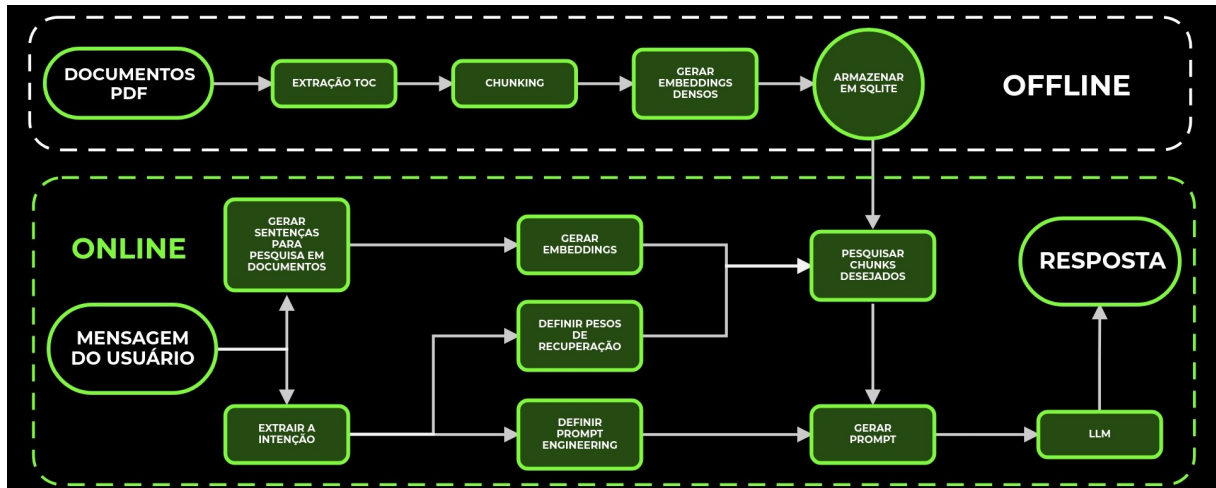 DOCUMENTOS
PDF
EXTRAÇÃO TOC
CHUNKING
GERAR
EMBEDDINGS
DENSOS
ARMAZENAR
EM SQLITE
OFFLINE
ONLINE
MENSAGEM
DO USUÁRIO
GERAR
SENTENÇAS
PARA
PESQUISA EM
DOCUMENTOS
GERAR
EMBEDDINGS
DEFINIR PESOS
DE
RECUPERAÇÃO
PESQUISAR
CHUNKS
DESEJADOS
RESPOSTA
EXTRAIR A
INTENÇÃO
DEFINIR
PROMPT
ENGINEERING
GERAR
PROMPT
LLM